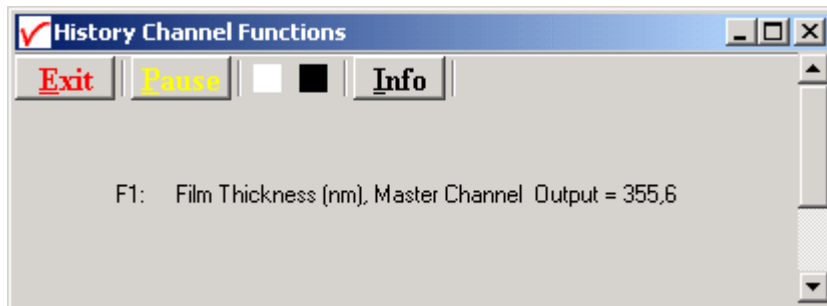 History Channel Functions
Exit Pause Info
F1: Film Thickness (nm), Master Channel Output = 355,6